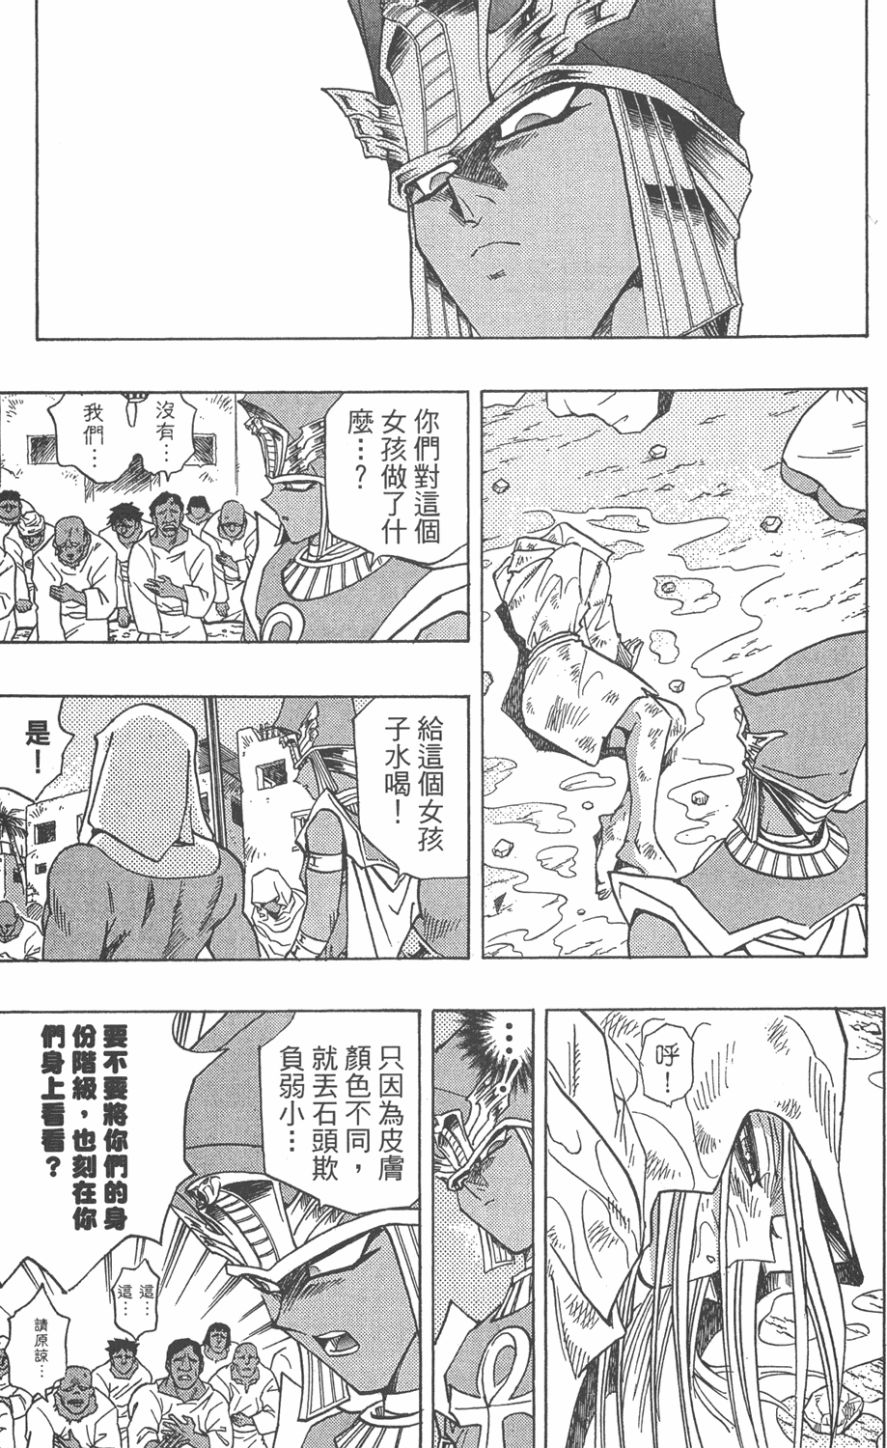 你們對這個
女孩做了什
麼…?
沒有…
我們…
給這個女孩
子水喝!
是!
呼!
…!
只因為皮膚
顏色不同,
就丟石頭欺
負弱小…
要不要將你們的身
份階級,也刻在你
們身上看看?
這…
這…
請原諒…